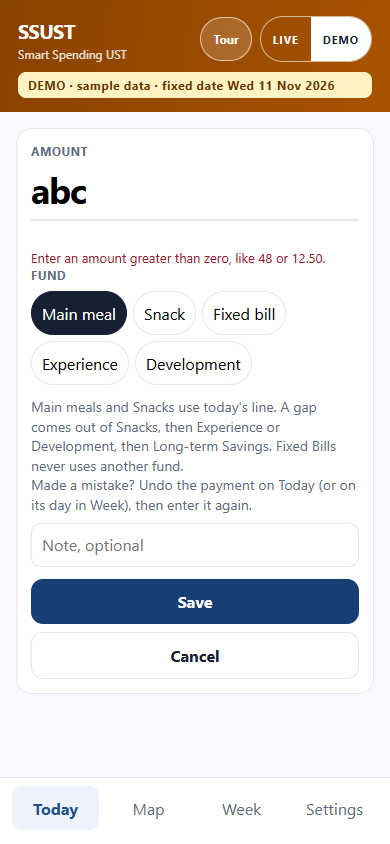 SSUST
Smart Spending UST
Tour
LIVE
DEMO
DEMO · sample data · fixed date Wed 11 Nov 2026
AMOUNT
abc
Enter an amount greater than zero, like 48 or 12.50.
FUND
Main meal
Snack
Fixed bill
Experience
Development
Main meals and Snacks use today's line. A gap
comes out of Snacks, then Experience or
Development, then Long-term Savings. Fixed Bills
never uses another fund.
Made a mistake? Undo the payment on Today (or on
its day in Week), then enter it again.
Note, optional
Save
Cancel
Today
Map
Week
Settings